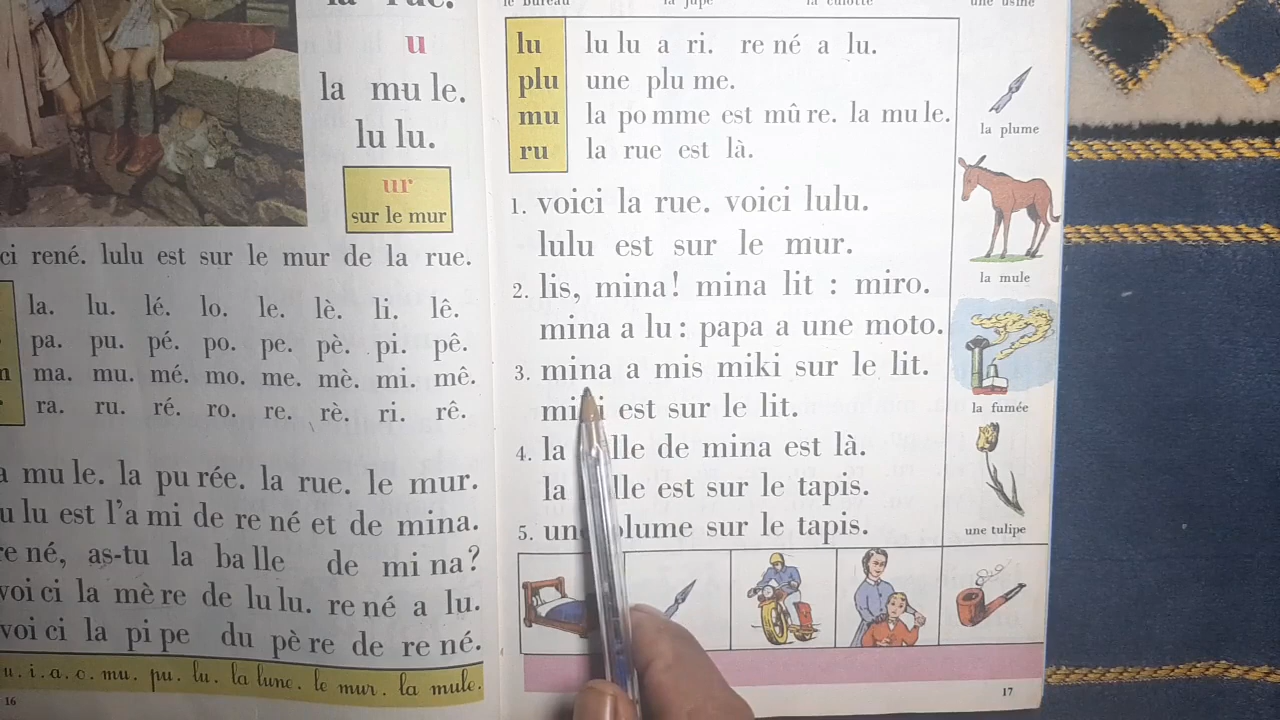 la rue.
u
la mu le.
lu lu.
ur
sur le mur
ci rené. lulu est sur le mur de la rue.
la. lu. lé. lo. le. lè. li. lê.
pa. pu. pé. po. pe. pè. pi. pê.
ma. mu. mé. mo. me. mè. mi. mê.
ra. ru. ré. ro. re. rè. ri. rê.
a mu le. la pu rée. la rue. le mur.
u lu est l'a mi de re né et de mina.
re né, as-tu la ba lle de mi na?
voi ci la mè re de lu lu. re né a lu.
voi ci la pi pe du pè re de re né.
u. i. a. o. mu. pu. lu. la lune. le mur. la mule.
16
le bureau la jupe la culotte une usine
lu lu lu a ri. re né a lu.
plu une plu me.
mu la po mme est mû re. la mu le.
ru la rue est là.
la plume
la mule
la fumée
une tulipe
1. voici la rue. voici lulu.
lulu est sur le mur.
2. lis, mina! mina lit : miro.
mina a lu : papa a une moto.
3. mina a mis miki sur le lit.
est sur le lit.
4. la de mina est là.
la est sur le tapis.
5. sur le tapis.
17